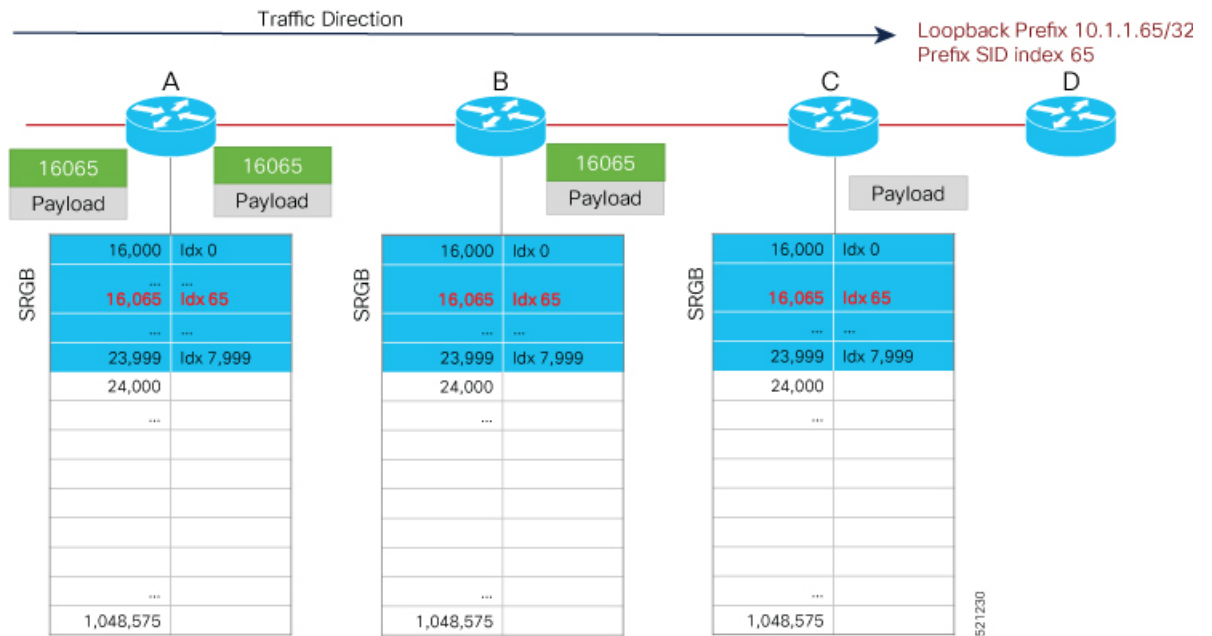 Traffic Direction
Loopback Prefix 10.1.1.65/32
Prefix SID index 65
A
B
C
D
16065
Payload
16065
Payload
16065
Payload
Payload
SRGB
16,000 Idx 0
... ...
16,065 Idx 65
... ...
23,999 Idx 7,999
24,000
...
...
1,048,575
SRGB
16,000 Idx 0
16,065 Idx 65
... ...
23,999 Idx 7,999
24,000
...
...
1,048,575
SRGB
16,000 Idx 0
16,065 Idx 65
... ...
23,999 Idx 7,999
24,000
...
...
1,048,575
521230